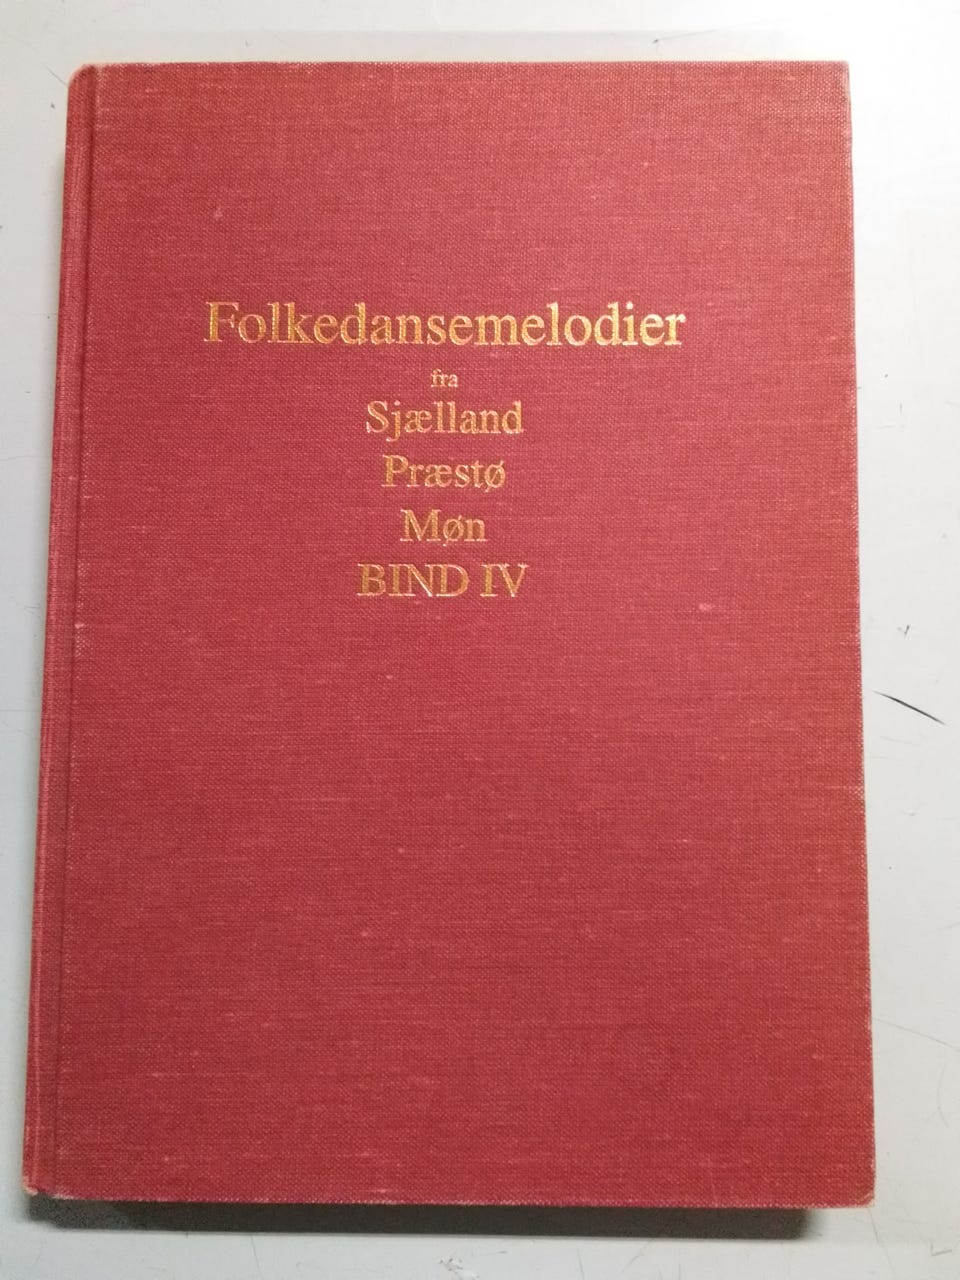 Folkedansemelodier
fra
Sjælland
Præstø
Møn
BIND IV